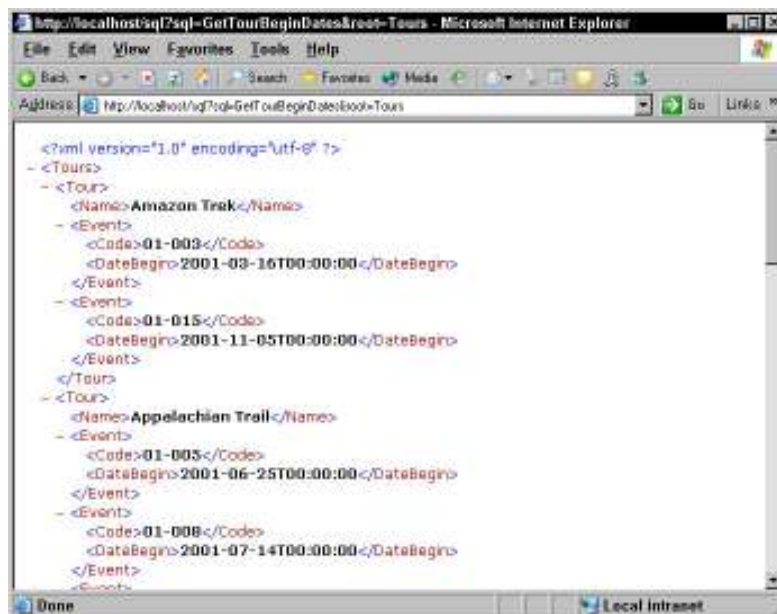 http://localhost/sql?sql=GetTourBeginDates&root=Tours - Microsoft Internet Explorer
File Edit View Favorites Tools Help
Back Search Favorites Media
Address http://localhost/sql?sql=GetTourBeginDates&root=Tours Go Links »
<?xml version="1.0" encoding="utf-8" ?>
- <Tours>
- <Tour>
<Name>Amazon Trek</Name>
- <Event>
<Code>01-003</Code>
<DateBegin>2001-03-16T00:00:00</DateBegin>
</Event>
- <Event>
<Code>01-015</Code>
<DateBegin>2001-11-05T00:00:00</DateBegin>
</Event>
</Tour>
- <Tour>
<Name>Appalachian Trail</Name>
- <Event>
<Code>01-005</Code>
<DateBegin>2001-06-25T00:00:00</DateBegin>
</Event>
- <Event>
<Code>01-008</Code>
<DateBegin>2001-07-14T00:00:00</DateBegin>
</Event>
- <Event>
Done Local intranet